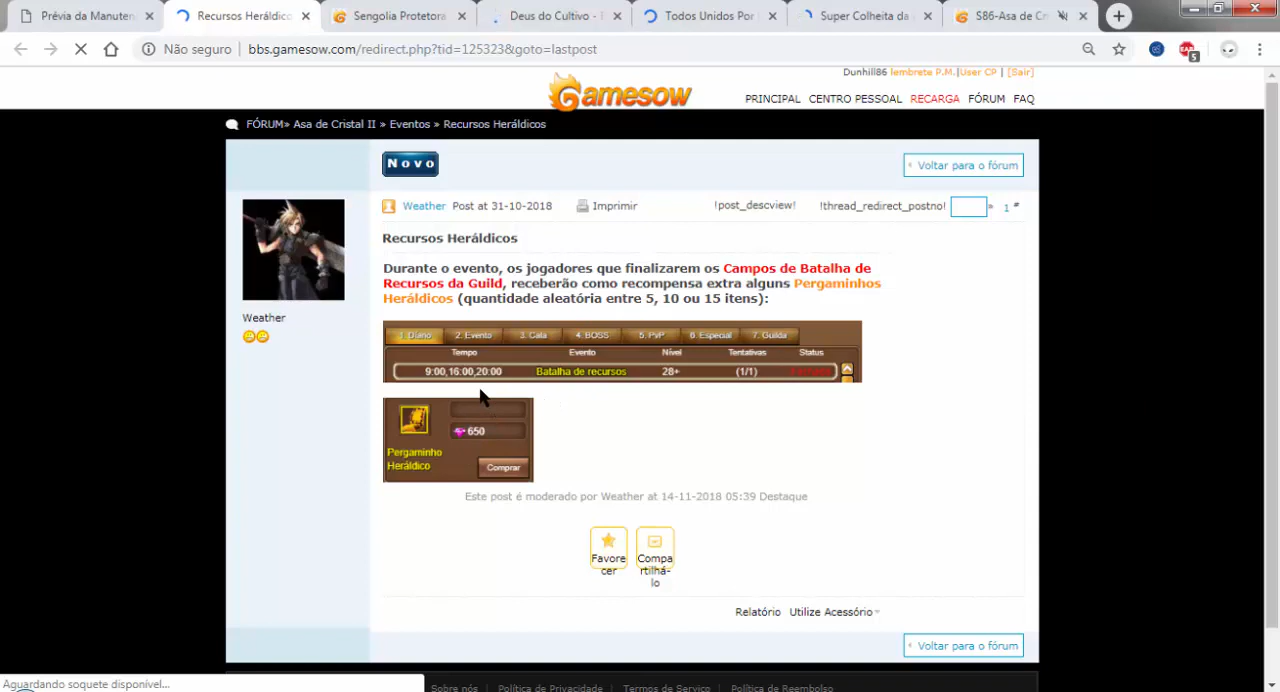 Prévia da Manuten
Recursos Heráldico
Sengolia Protetora
Deus do Cultivo - F
Todos Unidos Por
Super Colheita da
S86-Asa de Cri
Não seguro
bbs.gamesow.com/redirect.php?tid=125323&goto=lastpost
5
Dunhill86 lembrete P.M.|User CP | [Sair]
Gamesow
PRINCIPAL CENTRO PESSOAL RECARGA FÓRUM FAQ
FÓRUM» Asa de Cristal II » Eventos » Recursos Heráldicos
Novo
Voltar para o fórum
Weather Post at 31-10-2018 Imprimir !post_descview! !thread_redirect_postno! » 1 #
Recursos Heráldicos
Durante o evento, os jogadores que finalizarem os Campos de Batalha de
Recursos da Guild, receberão como recompensa extra alguns Pergaminhos
Heráldicos (quantidade aleatória entre 5, 10 ou 15 itens):
Weather
1. Diário 2. Evento 3. Cala 4. BOSS 5. PvP 6. Especial 7. Guilda
Tempo Evento Nível Tentativas Status
9:00,16:00,20:00 Batalha de recursos 28+ (1/1)
650
Pergaminho
Heráldico
Comprar
Este post é moderado por Weather at 14-11-2018 05:39 Destaque
Favore
cer
Compa
rtilhá-
lo
Relatório Utilize Acessório
Voltar para o fórum
Aguardando soquete disponível...
Sobre nós | Política de Privacidade | Termos de Serviço | Política de Reembolso